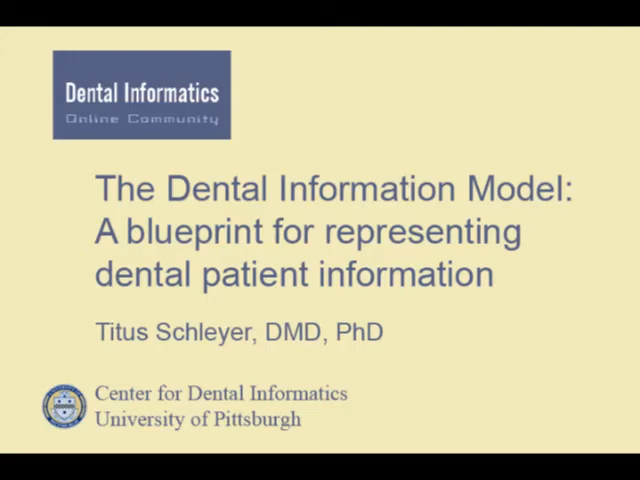 Dental Informatics
Online Community
The Dental Information Model:
A blueprint for representing
dental patient information
Titus Schleyer, DMD, PhD
Center for Dental Informatics
University of Pittsburgh